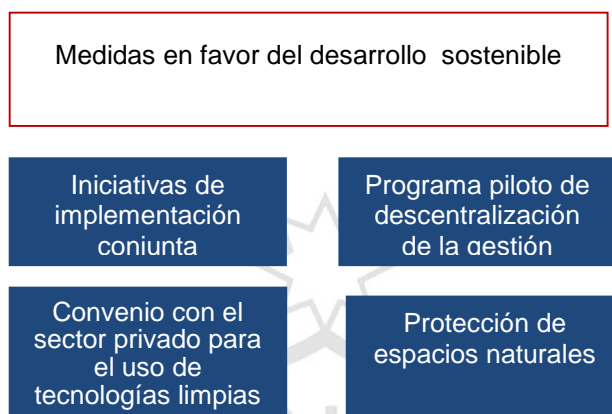 Medidas en favor del desarrollo sostenible
Iniciativas de
implementación
conjunta
Programa piloto de
descentralización
de la gestión
Convenio con el
sector privado para
el uso de
tecnologías limpias
Protección de
espacios naturales